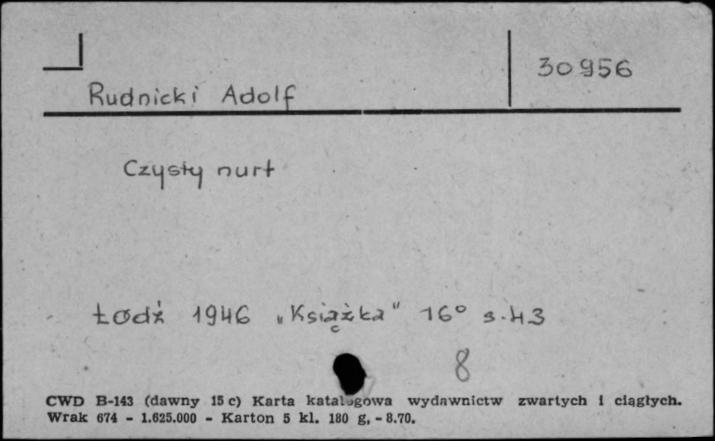 30956
Rudnicki Adolf
Czysty nurt
Łódź 1946 „Książka" 16° s. 43
8
CWD B-143 (dawny 15 c) Karta katalogowa wydawnictw zwartych i ciągłych.
Wrak 674 - 1.625.000 - Karton 5 kl. 180 g, - 8.70.